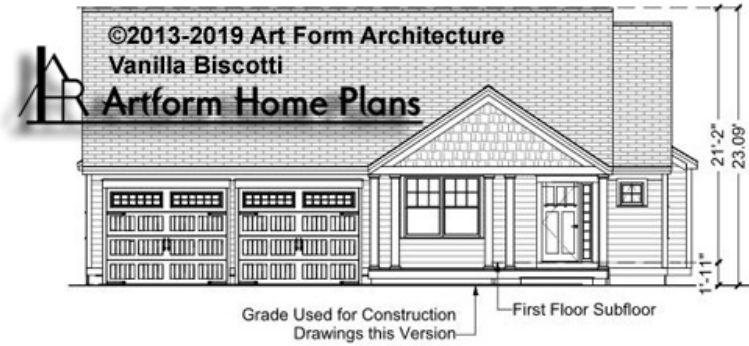 ©2013-2019 Art Form Architecture
Vanilla Biscotti
AR
Artform Home Plans
21'-2"
23.09'
1'-11"
First Floor Subfloor
Grade Used for Construction
Drawings this Version